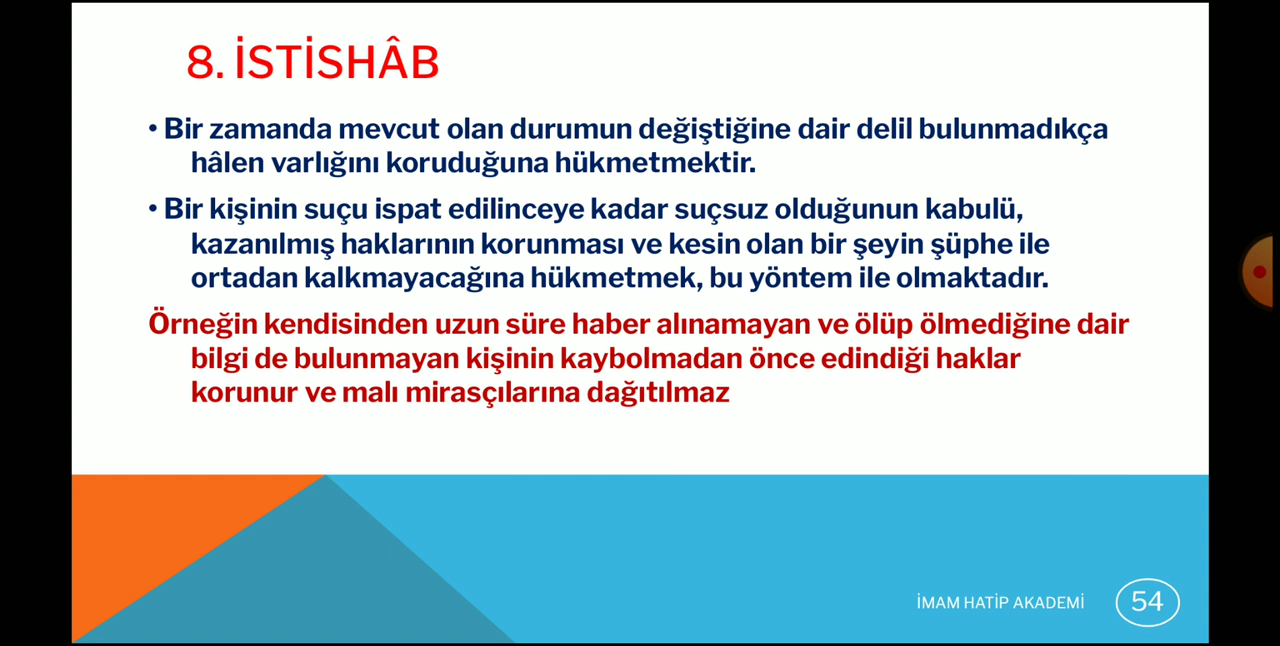 8. İSTİSHÂB
• Bir zamanda mevcut olan durumun değiştiğine dair delil bulunmadıkça
hâlen varlığını koruduğuna hükmetmektir.
• Bir kişinin suçu ispat edilinceye kadar suçsuz olduğunun kabulü,
kazanılmış haklarının korunması ve kesin olan bir şeyin şüphe ile
ortadan kalkmayacağına hükmetmek, bu yöntem ile olmaktadır.
Örneğin kendisinden uzun süre haber alınamayan ve ölüp ölmediğine dair
bilgi de bulunmayan kişinin kaybolmadan önce edindiği haklar
korunur ve malı mirasçılarına dağıtılmaz
İMAM HATİP AKADEMİ
54